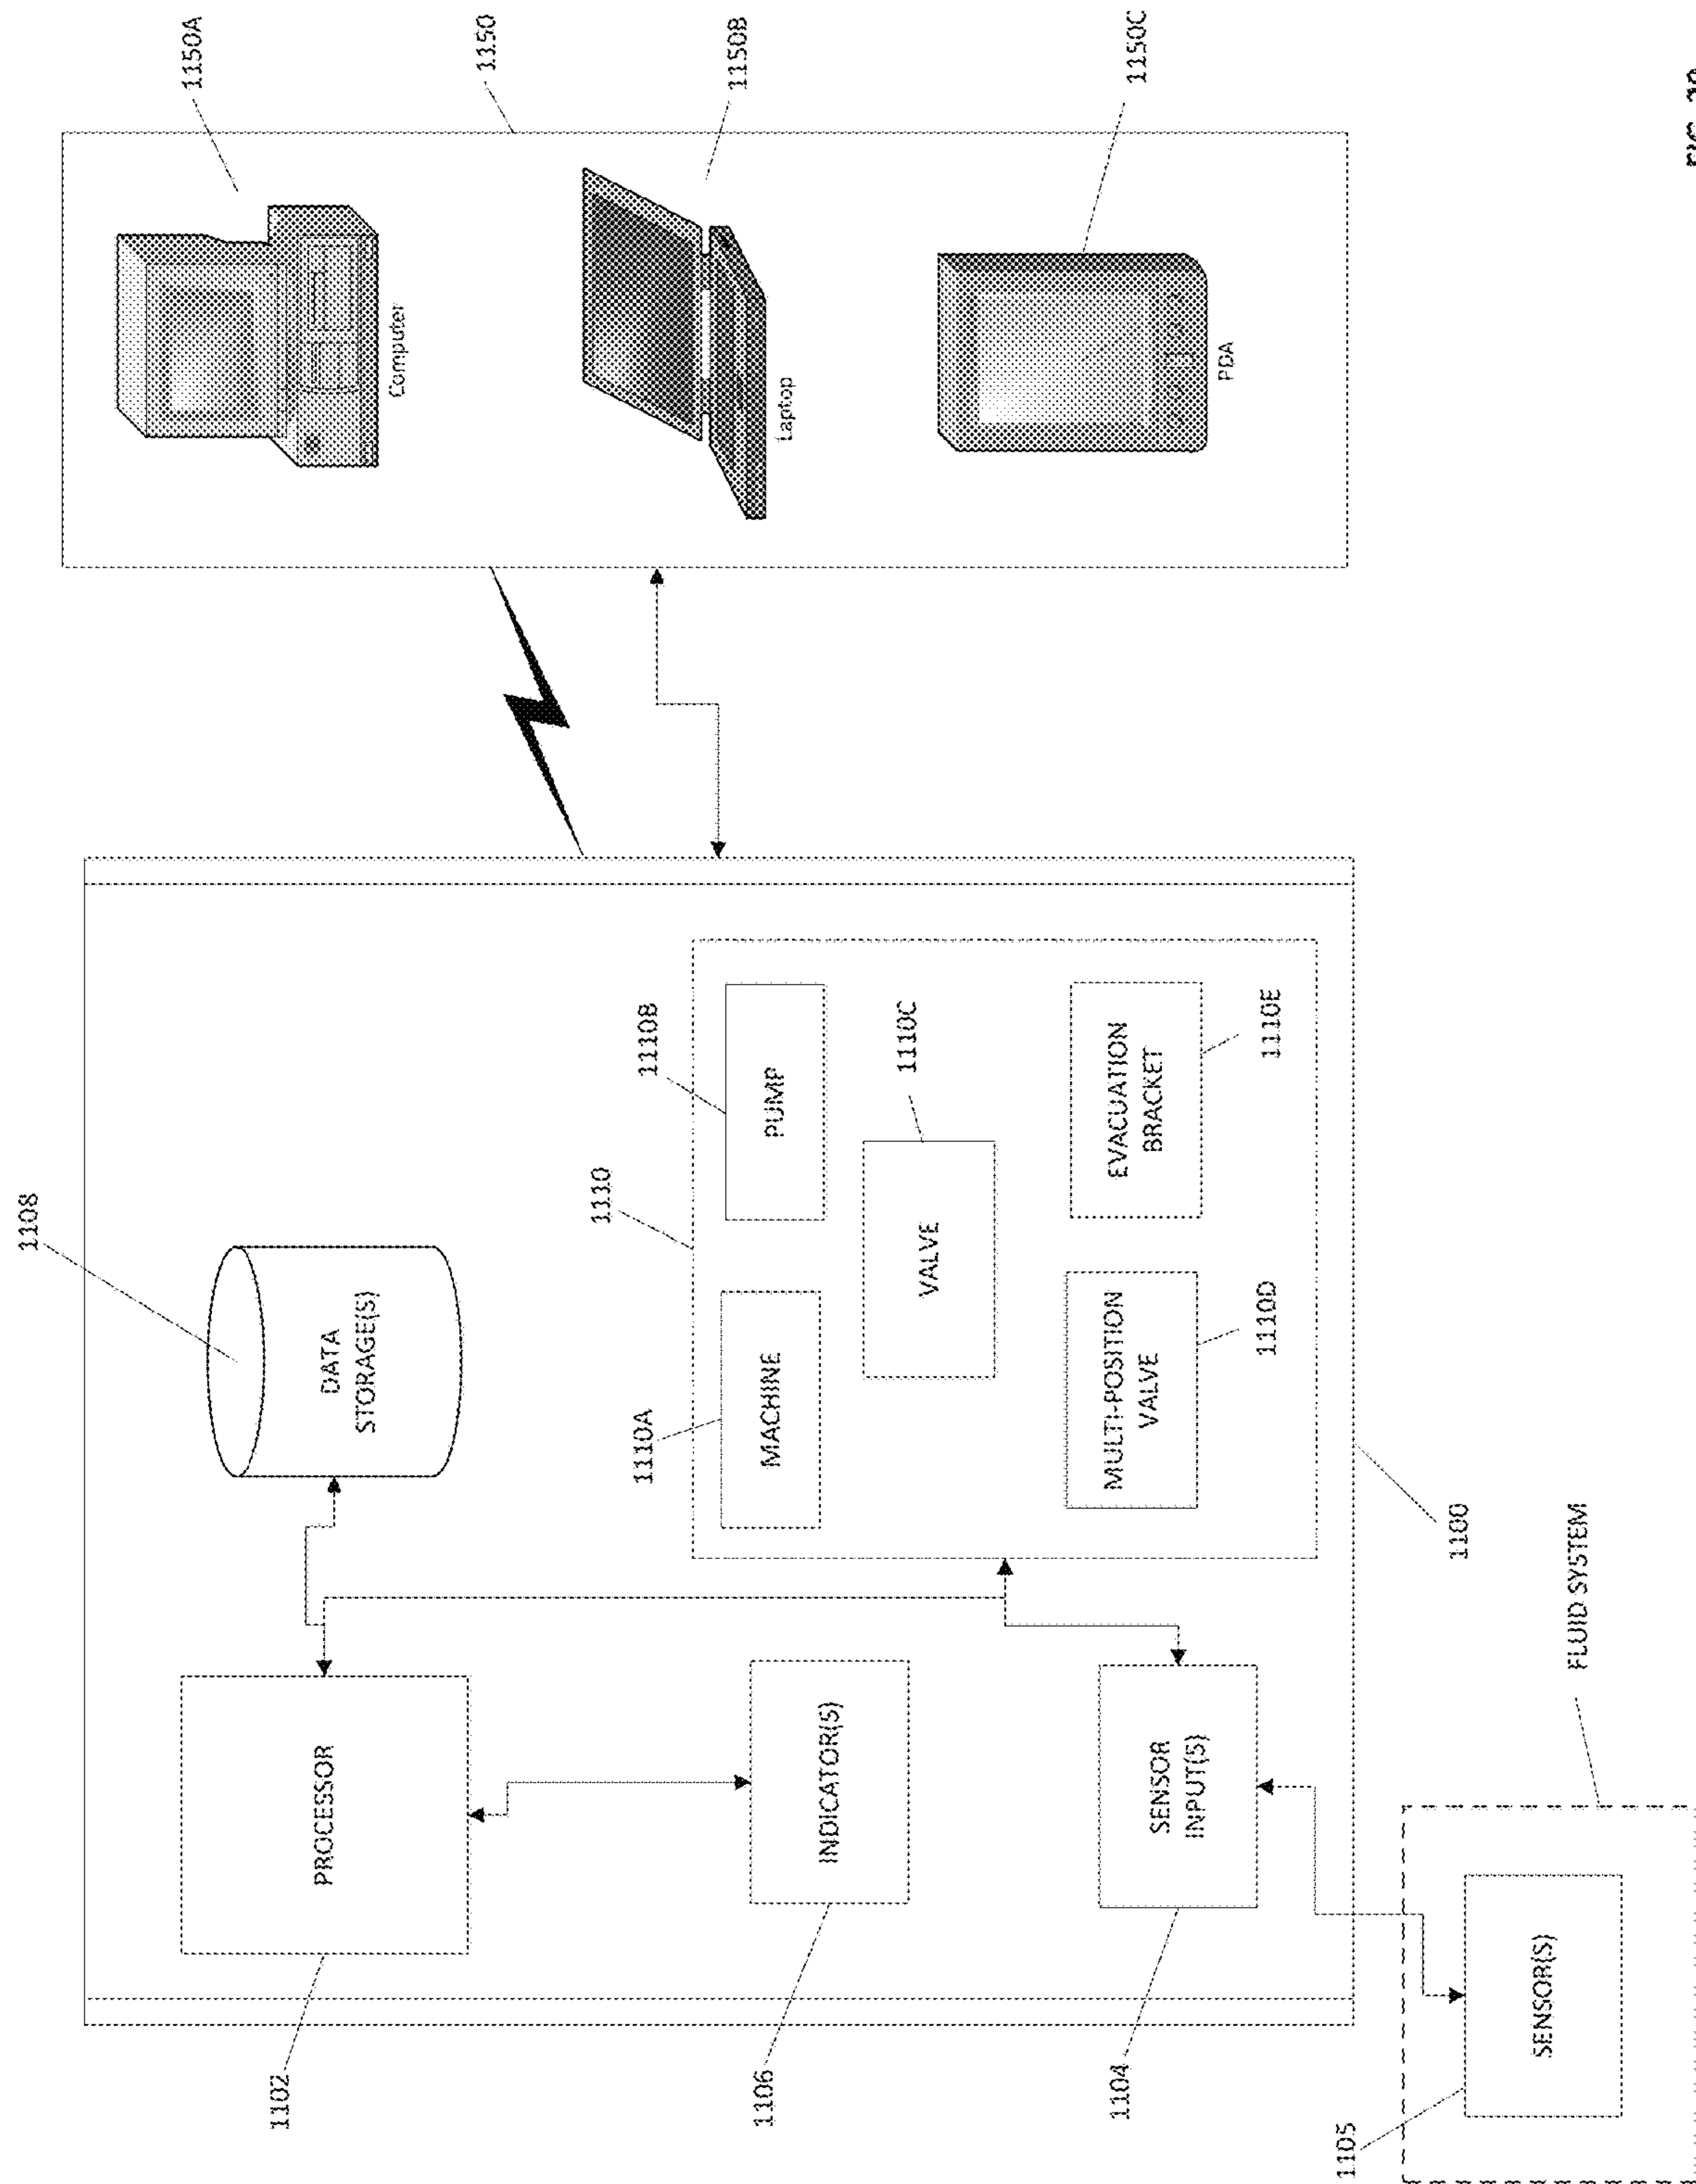 1108
1150A
1102
PROCESSOR
DATA
STORAGE(S)
Computer
1150
1110
1110A
1110B
1150B
1106
MACHINE
PUMP
Laptop
INDICATOR(S)
1110C
VALVE
1104
SENSOR
INPUT(S)
MULTI-POSITION
VALVE
EVACUATION
BRACKET
1150C
PDA
1110D
1110E
1105
1100
SENSOR(S)
FLUID SYSTEM